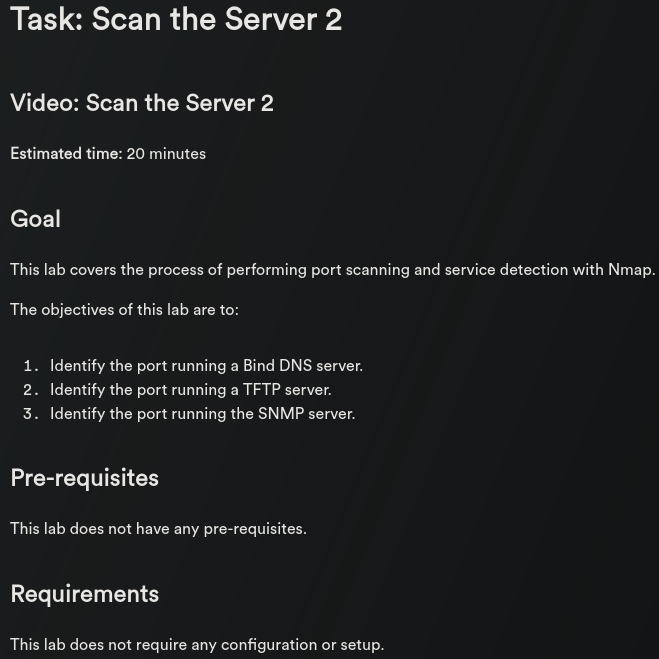 Task: Scan the Server 2
Video: Scan the Server 2
Estimated time: 20 minutes
Goal
This lab covers the process of performing port scanning and service detection with Nmap.
The objectives of this lab are to:
1. Identify the port running a Bind DNS server.
2. Identify the port running a TFTP server.
3. Identify the port running the SNMP server.
Pre-requisites
This lab does not have any pre-requisites.
Requirements
This lab does not require any configuration or setup.